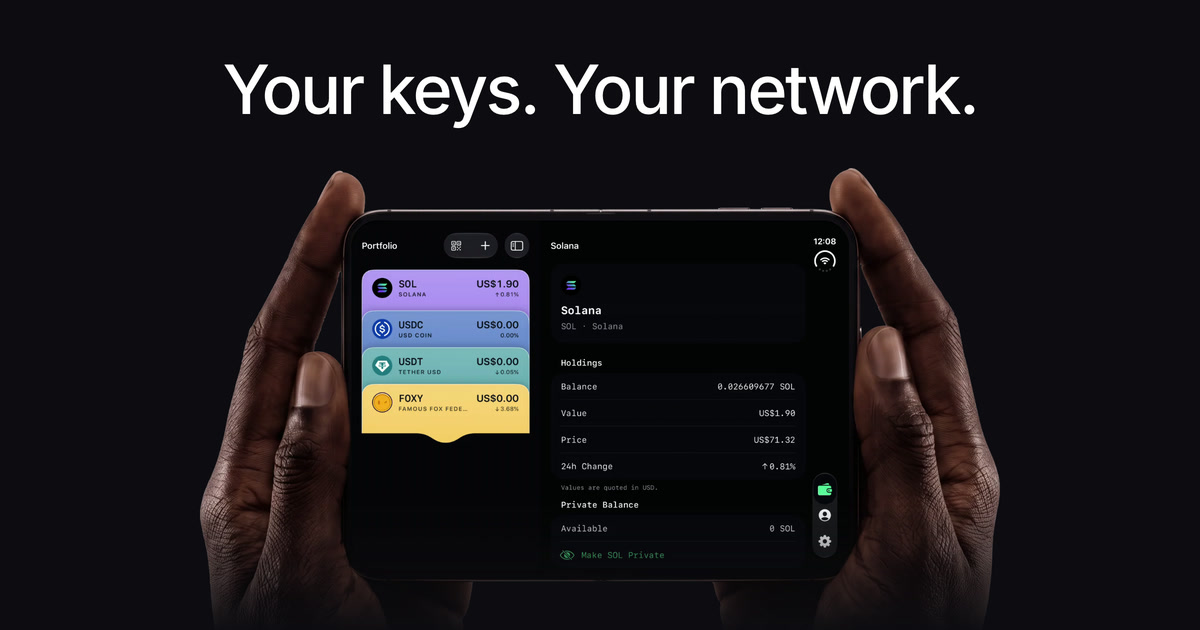 Your keys. Your network.
Portfolio
SOL US$1.90
SOLANA ↑0.81%
USDC US$0.00
USD COIN 0.00%
USDT US$0.00
TETHER USD ↓0.05%
FOXY US$0.00
FAMOUS FOX FEDE... ↓3.68%
Solana
12:08
Solana
SOL · Solana
Holdings
Balance 0.026609677 SOL
Value US$1.90
Price US$71.32
24h Change ↑0.81%
Values are quoted in USD.
Private Balance
Available 0 SOL
Make SOL Private